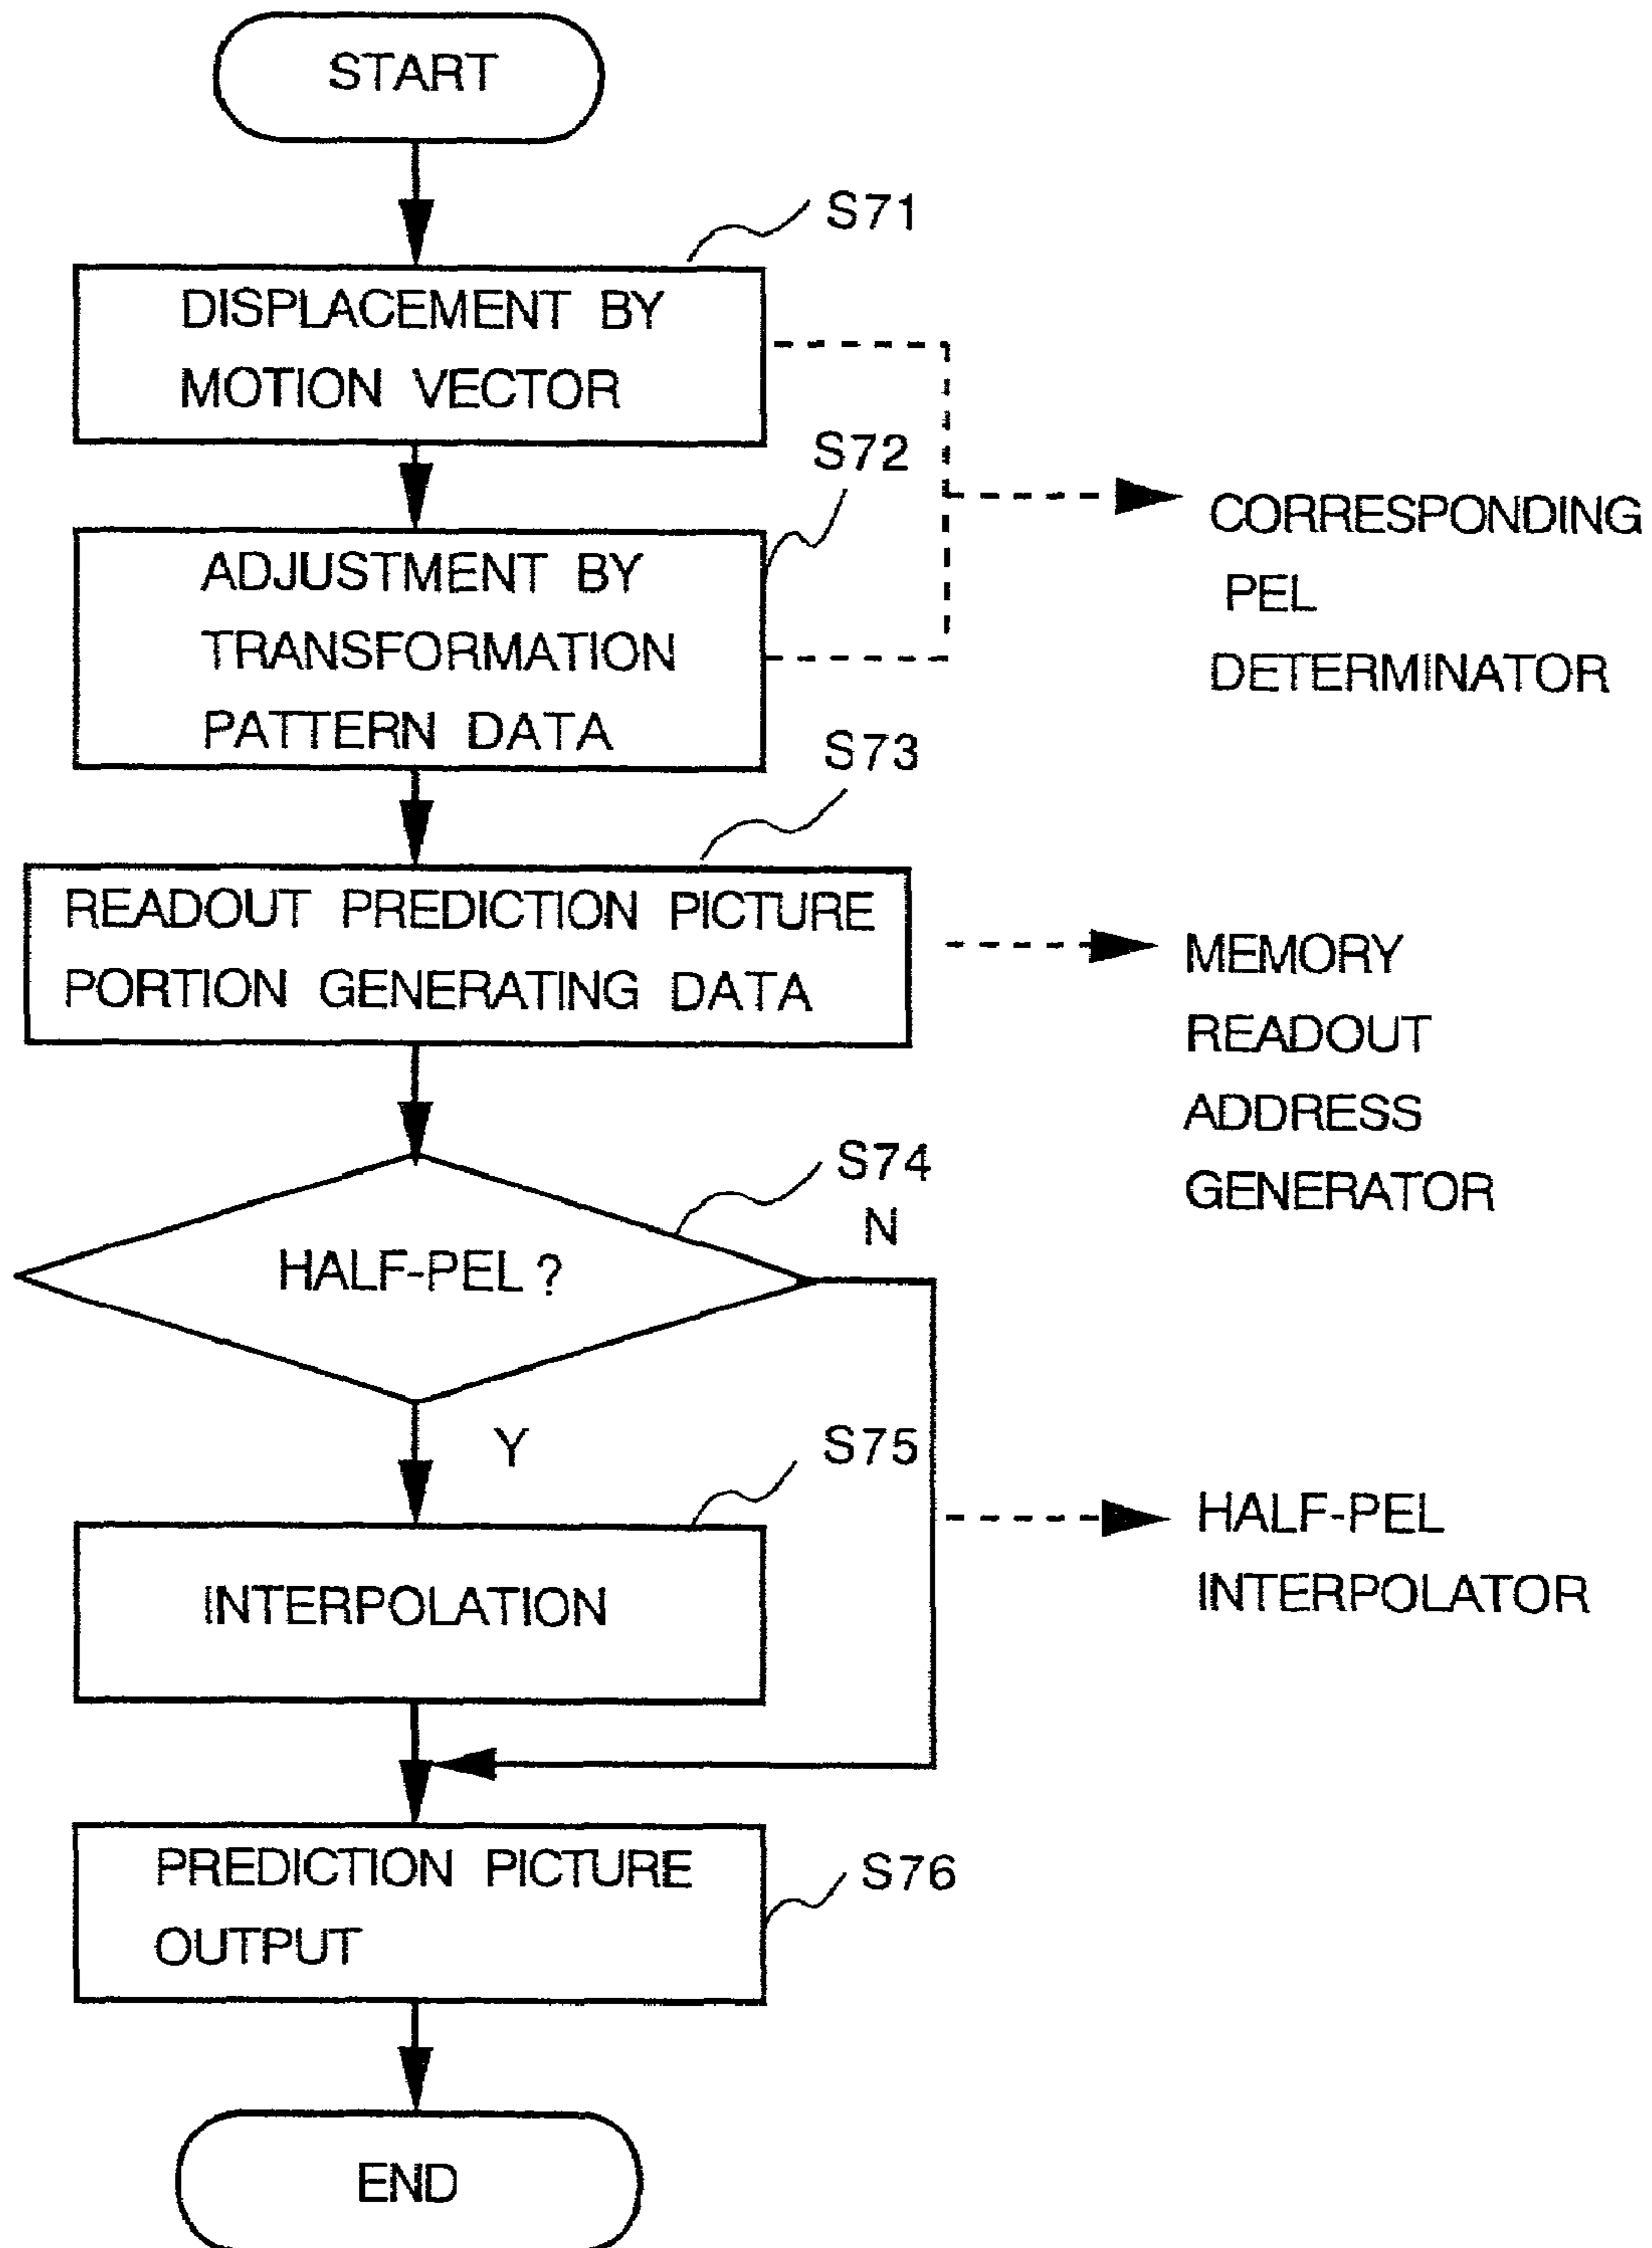 START
S71
DISPLACEMENT BY
MOTION VECTOR
S72
ADJUSTMENT BY
TRANSFORMATION
PATTERN DATA
CORRESPONDING
PEL
DETERMINATOR
S73
READOUT PREDICTION PICTURE
PORTION GENERATING DATA
MEMORY
READOUT
ADDRESS
GENERATOR
S74
N
HALF-PEL?
Y
S75
INTERPOLATION
HALF-PEL
INTERPOLATOR
PREDICTION PICTURE
OUTPUT
S76
END